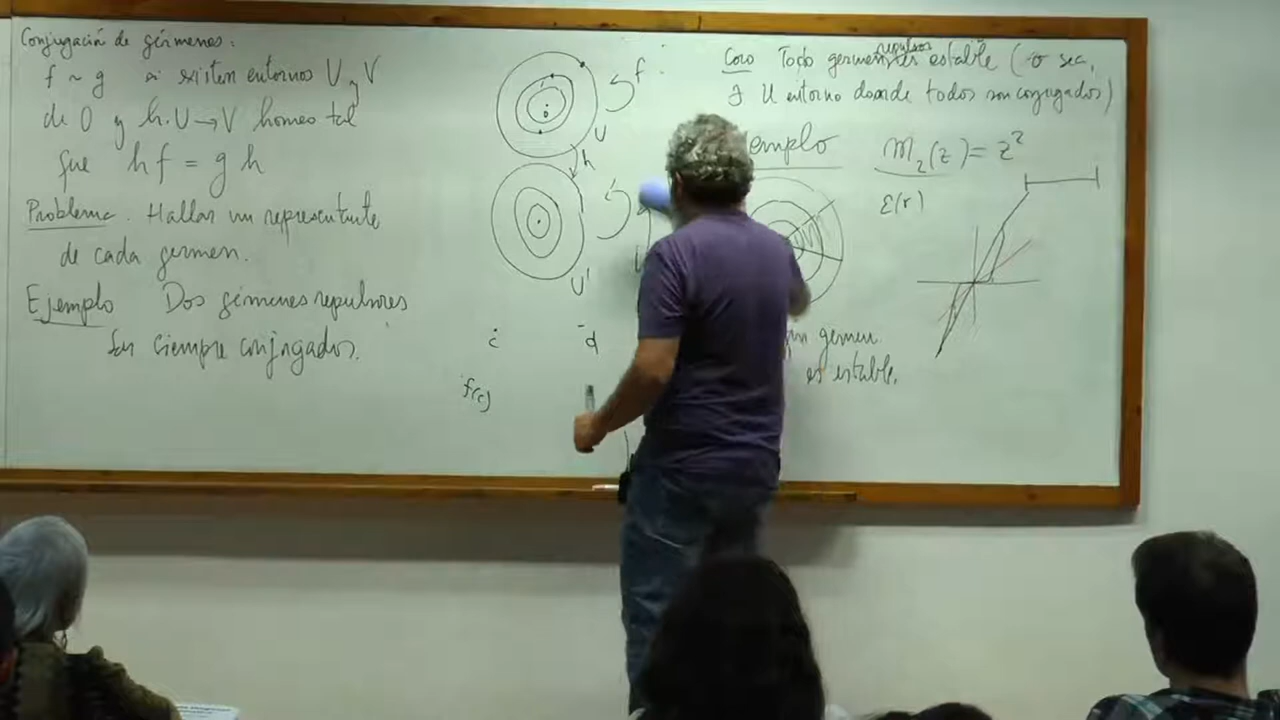 Conjugación de gérmenes:
f ~ g si existen entornos U y V
de 0 y h: U → V homeo tal
que h f = g h
Problema. Hallar un representante
de cada germen.
Ejemplo Dos gérmenes repulsores
son siempre conjugados.
f
U
h
U'
c
d
f(c)
Coro Todo germen repulsor es estable (o sea,
∃ U entorno donde todos son conjugados)
emplo m₂(z) = z²
ε(r)
un germen
es estable.